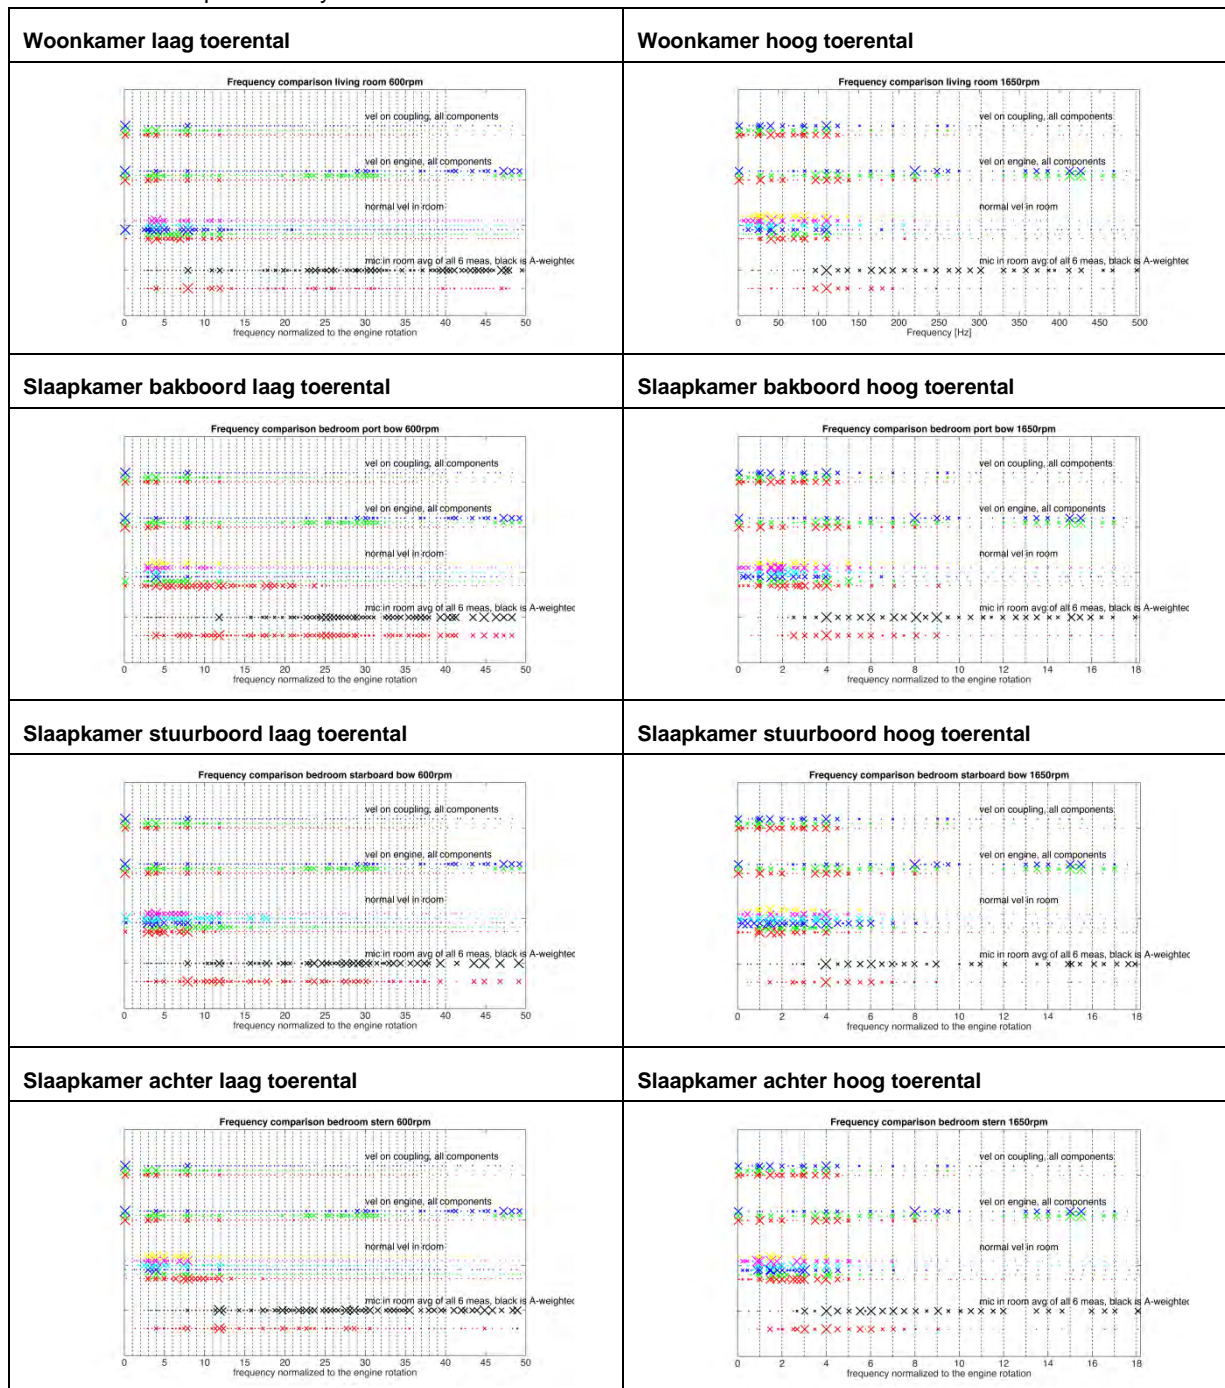 Woonkamer laag toerental
Woonkamer hoog toerental
Frequency comparison living room 600rpm
vel on coupling, all components
vel on engine, all components
normal vel in room
mic in room avg of all 6 meas, black is A-weighted
0 5 10 15 20 25 30 35 40 45 50
frequency normalized to the engine rotation
Frequency comparison living room 1650rpm
vel on coupling, all components
vel on engine, all components
normal vel in room
mic in room avg of all 6 meas, black is A-weighted
0 50 100 150 200 250 300 350 400 450 500
Frequency [Hz]
Slaapkamer bakboord laag toerental
Slaapkamer bakboord hoog toerental
Frequency comparison bedroom port bow 600rpm
vel on coupling, all components
vel on engine, all components
normal vel in room
mic in room avg of all 6 meas, black is A-weighted
0 5 10 15 20 25 30 35 40 45 50
frequency normalized to the engine rotation
Frequency comparison bedroom port bow 1650rpm
vel on coupling, all components
vel on engine, all components
normal vel in room
mic in room avg of all 6 meas, black is A-weighted
0 2 4 6 8 10 12 14 16 18
frequency normalized to the engine rotation
Slaapkamer stuurboord laag toerental
Slaapkamer stuurboord hoog toerental
Frequency comparison bedroom starboard bow 600rpm
vel on coupling, all components
vel on engine, all components
normal vel in room
mic in room avg of all 6 meas, black is A-weighted
0 5 10 15 20 25 30 35 40 45 50
frequency normalized to the engine rotation
Frequency comparison bedroom starboard bow 1650rpm
vel on coupling, all components
vel on engine, all components
normal vel in room
mic in room avg of all 6 meas, black is A-weighted
0 2 4 6 8 10 12 14 16 18
frequency normalized to the engine rotation
Slaapkamer achter laag toerental
Slaapkamer achter hoog toerental
Frequency comparison bedroom stern 600rpm
vel on coupling, all components
vel on engine, all components
normal vel in room
mic in room avg of all 6 meas, black is A-weighted
0 5 10 15 20 25 30 35 40 45 50
frequency normalized to the engine rotation
Frequency comparison bedroom stern 1650rpm
vel on coupling, all components
vel on engine, all components
normal vel in room
mic in room avg of all 6 meas, black is A-weighted
0 2 4 6 8 10 12 14 16 18
frequency normalized to the engine rotation